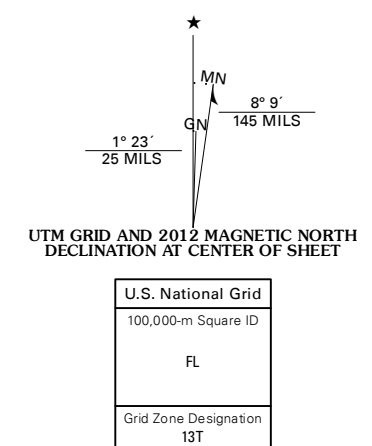 ★
MN
GN
8° 9´
145 MILS
1° 23´
25 MILS
UTM GRID AND 2012 MAGNETIC NORTH
DECLINATION AT CENTER OF SHEET
U.S. National Grid
100,000-m Square ID
FL
Grid Zone Designation
13T